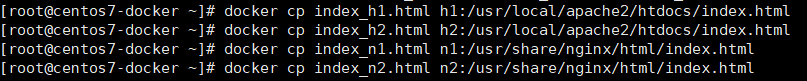 [root@centos7-docker ~]# docker cp index_h1.html h1:/usr/local/apache2/htdocs/index.html
[root@centos7-docker ~]# docker cp index_h2.html h2:/usr/local/apache2/htdocs/index.html
[root@centos7-docker ~]# docker cp index_n1.html n1:/usr/share/nginx/html/index.html
[root@centos7-docker ~]# docker cp index_n2.html n2:/usr/share/nginx/html/index.html